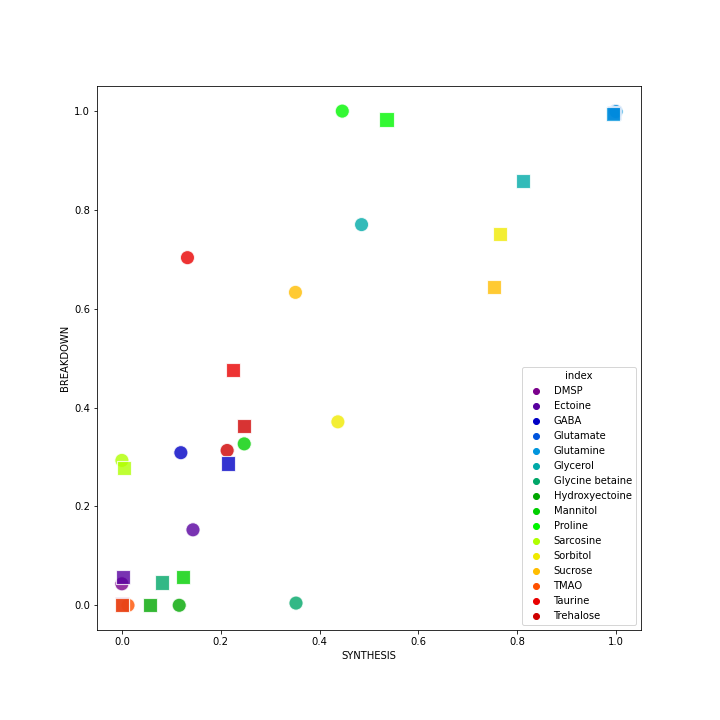 1.0
0.8
0.6
0.4
0.2
0.0
BREAKDOWN
0.0 0.2 0.4 0.6 0.8 1.0
SYNTHESIS
index
DMSP
Ectoine
GABA
Glutamate
Glutamine
Glycerol
Glycine betaine
Hydroxyectoine
Mannitol
Proline
Sarcosine
Sorbitol
Sucrose
TMAO
Taurine
Trehalose